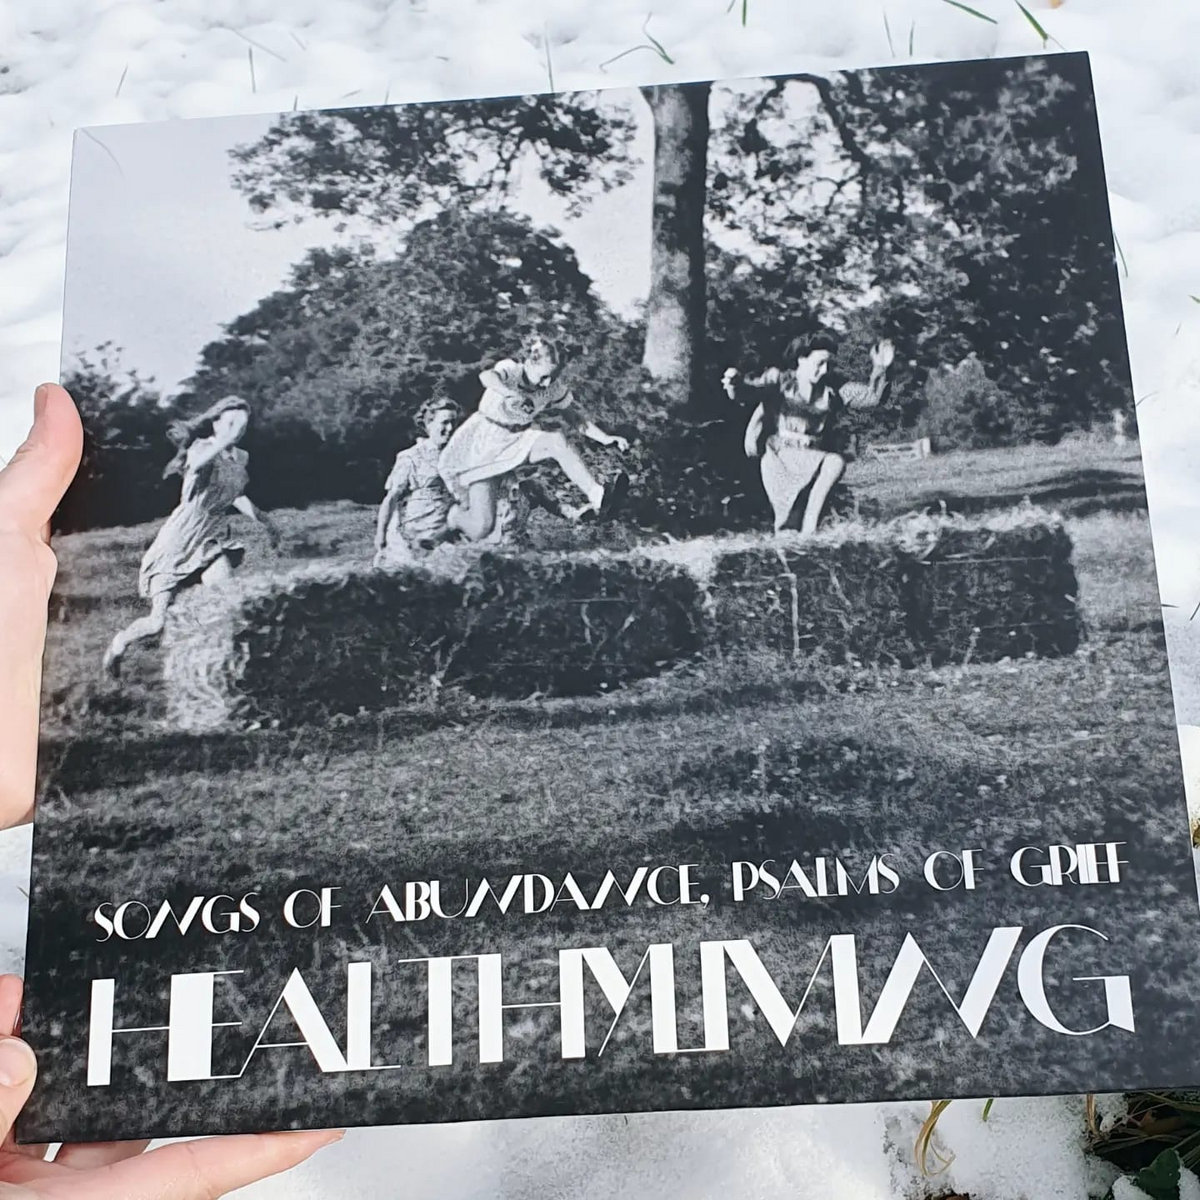 SONGS OF ABUNDANCE, PSALMS OF GRIEF
HEALTHYLIVING